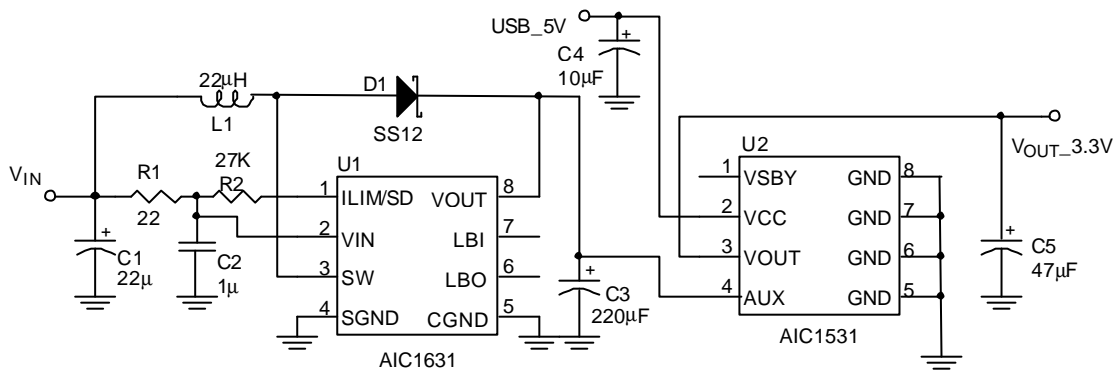 USB_5V
C4
10µF
+
22µH
L1
D1
SS12
VIN
R1
22
27K
R2
C1
22µ
+
C2
1µ
U1
1
ILIM/SD
2
VIN
3
SW
4
SGND
VOUT
8
LBI
7
LBO
6
CGND
5
AIC1631
+
C3
220µF
U2
1
VSBY
2
VCC
3
VOUT
4
AUX
GND
8
GND
7
GND
6
GND
5
AIC1531
VOUT_3.3V
+
C5
47µF